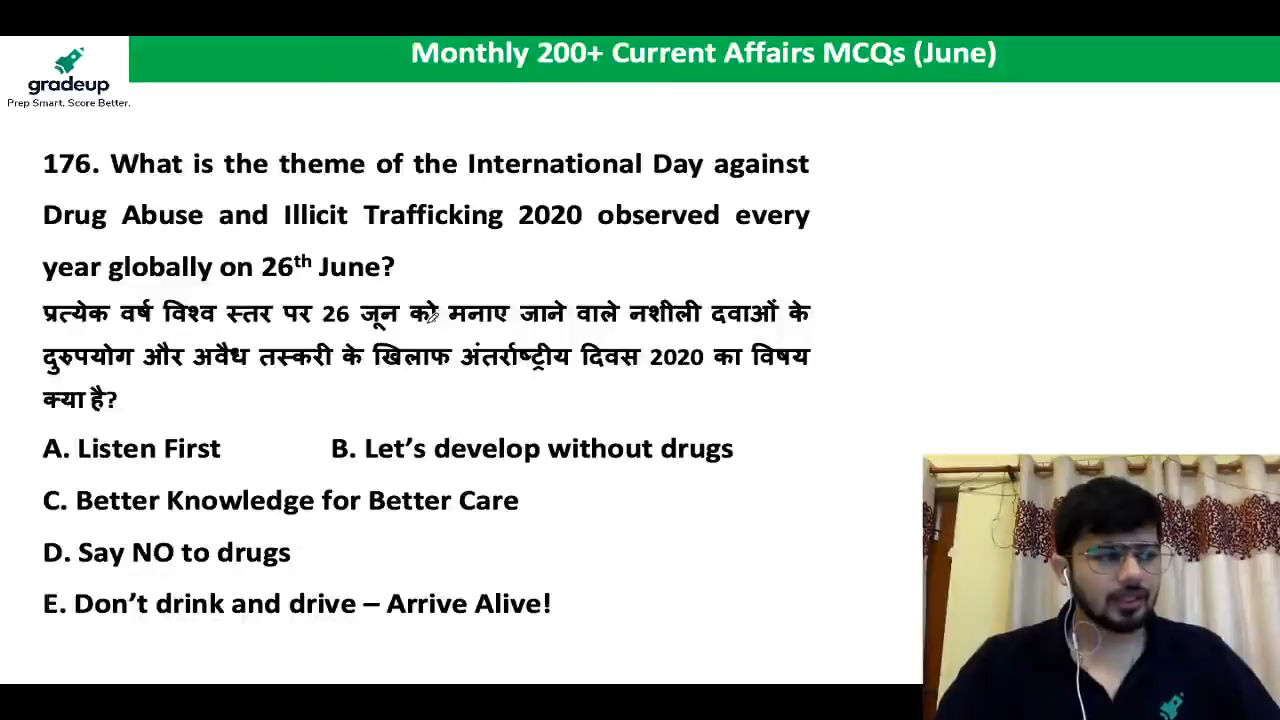 Monthly 200+ Current Affairs MCQs (June)
gradeup
Prep Smart. Score Better.
176. What is the theme of the International Day against
Drug Abuse and Illicit Trafficking 2020 observed every
year globally on 26th June?
प्रत्येक वर्ष विश्व स्तर पर 26 जून को मनाए जाने वाले नशीली दवाओं के
दुरुपयोग और अवैध तस्करी के खिलाफ अंतर्राष्ट्रीय दिवस 2020 का विषय
क्या है?
A. Listen First B. Let’s develop without drugs
C. Better Knowledge for Better Care
D. Say NO to drugs
E. Don’t drink and drive – Arrive Alive!